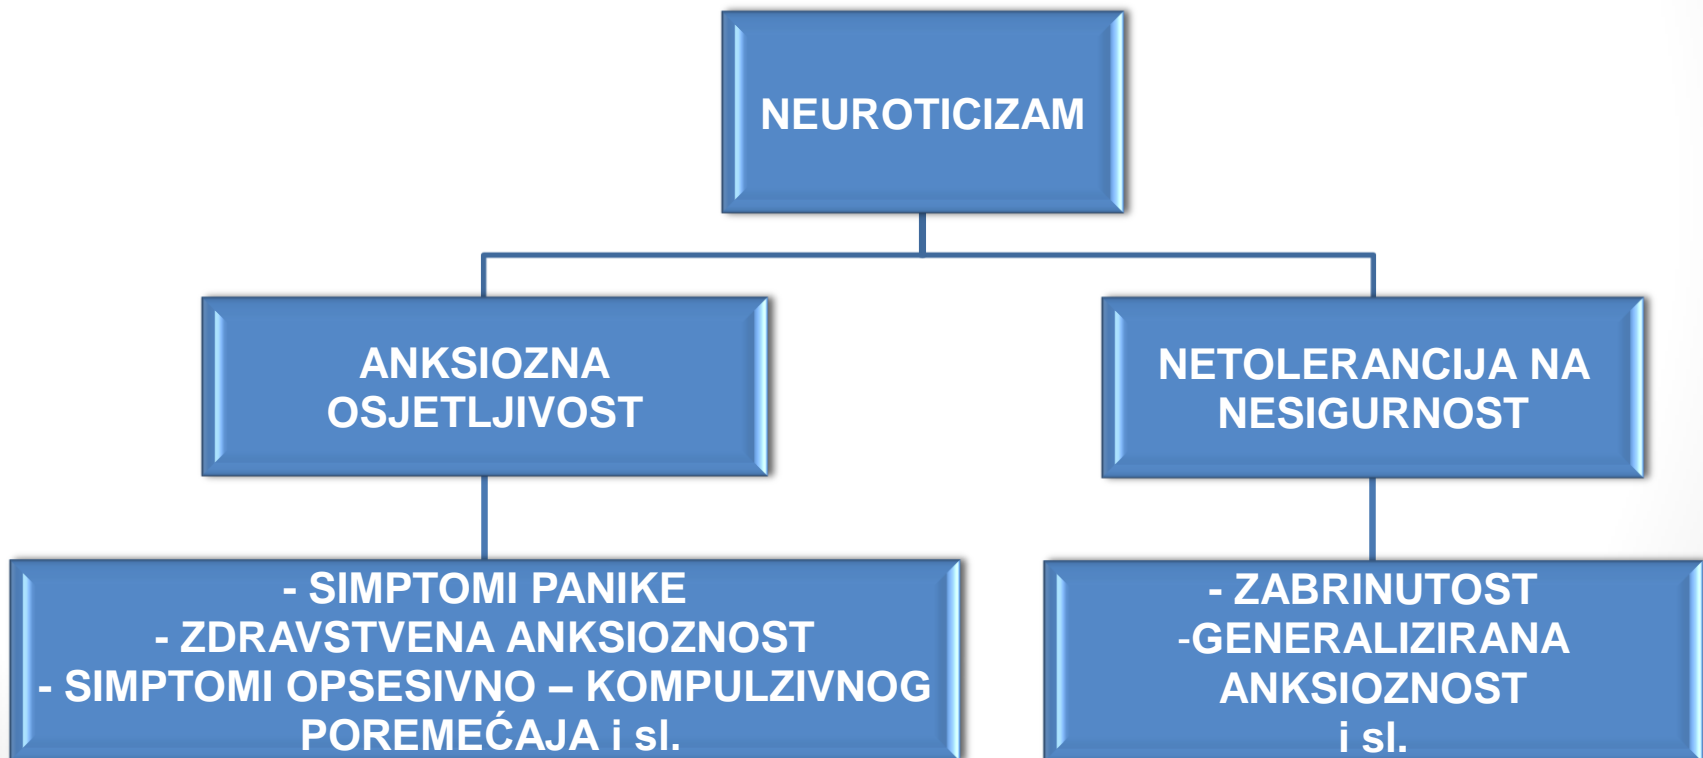 NEUROTICIZAM
ANKSIOZNA
OSJETLJIVOST
NETOLERANCIJA NA
NESIGURNOST
- SIMPTOMI PANIKE
- ZDRAVSTVENA ANKSIOZNOST
- SIMPTOMI OPSESIVNO – KOMPULZIVNOG
POREMEĆAJA i sl.
- ZABRINUTOST
-GENERALIZIRANA
ANKSIOZNOST
i sl.